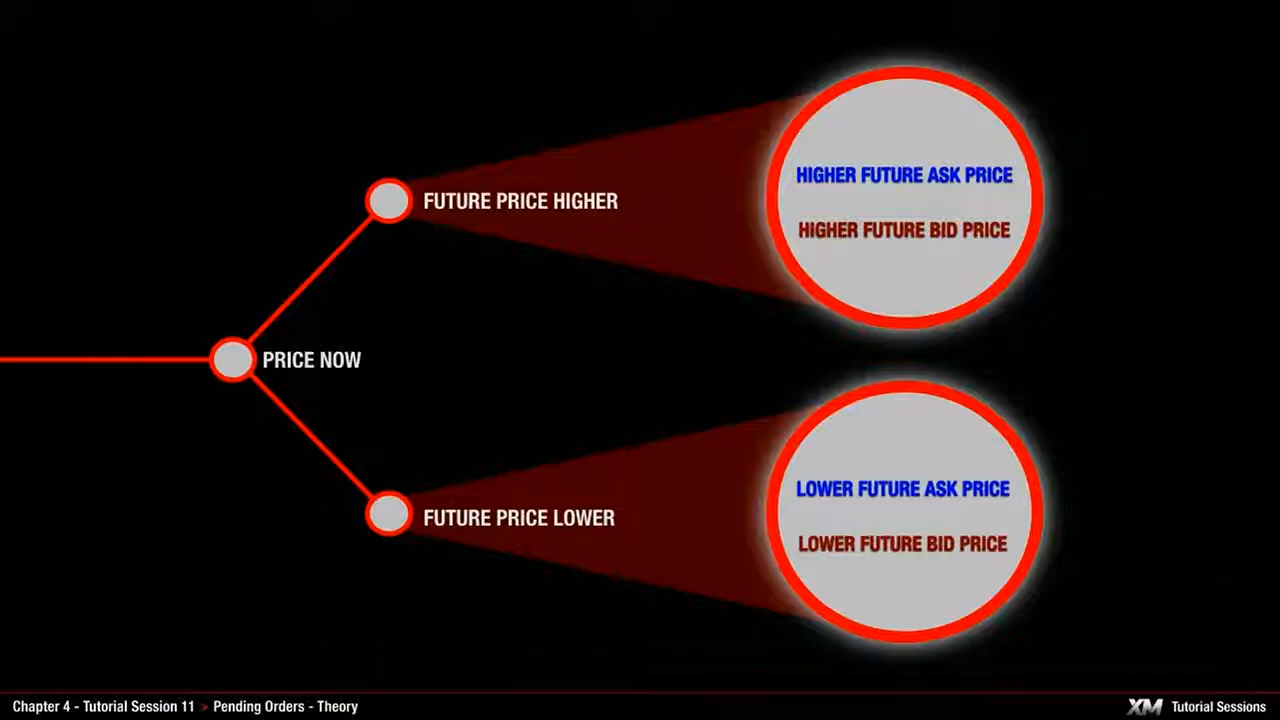 HIGHER FUTURE ASK PRICE
FUTURE PRICE HIGHER
HIGHER FUTURE BID PRICE
PRICE NOW
LOWER FUTURE ASK PRICE
FUTURE PRICE LOWER
LOWER FUTURE BID PRICE
Chapter 4 - Tutorial Session 11 > Pending Orders - Theory
XM Tutorial Sessions